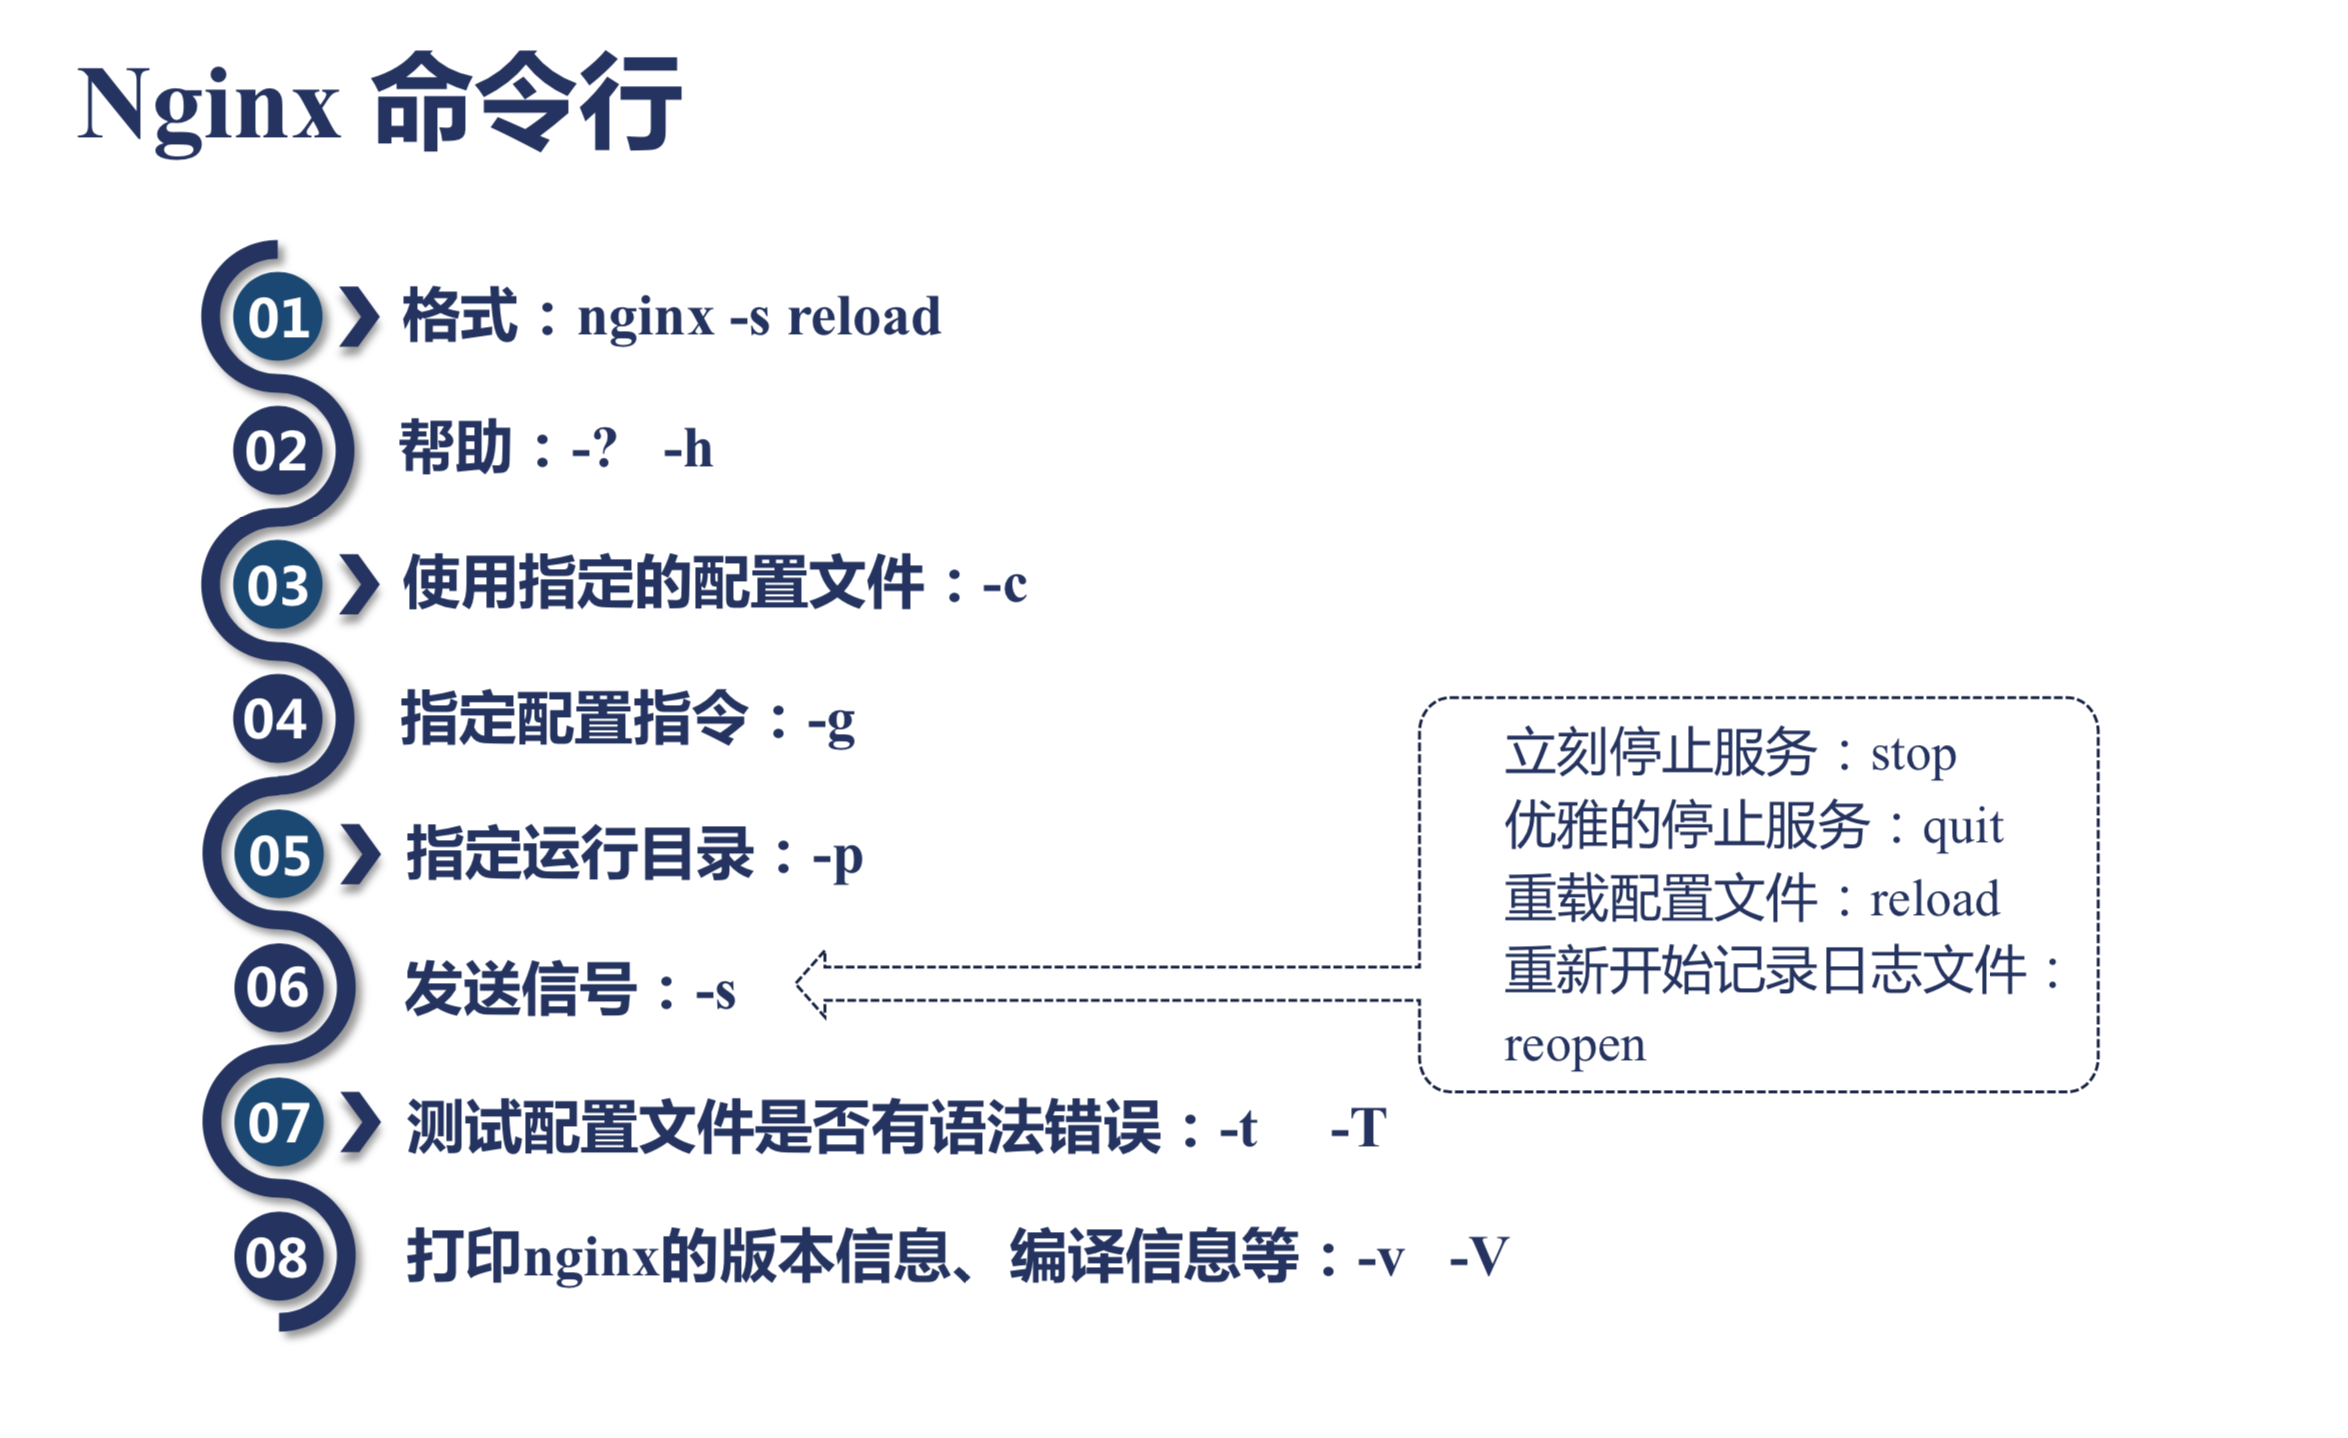 Nginx 命令行
01 格式：nginx -s reload
02 帮助：-? -h
03 使用指定的配置文件：-c
04 指定配置指令：-g
05 指定运行目录：-p
06 发送信号：-s
立刻停止服务：stop
优雅的停止服务：quit
重载配置文件：reload
重新开始记录日志文件：
reopen
07 测试配置文件是否有语法错误：-t -T
08 打印nginx的版本信息、编译信息等：-v -V